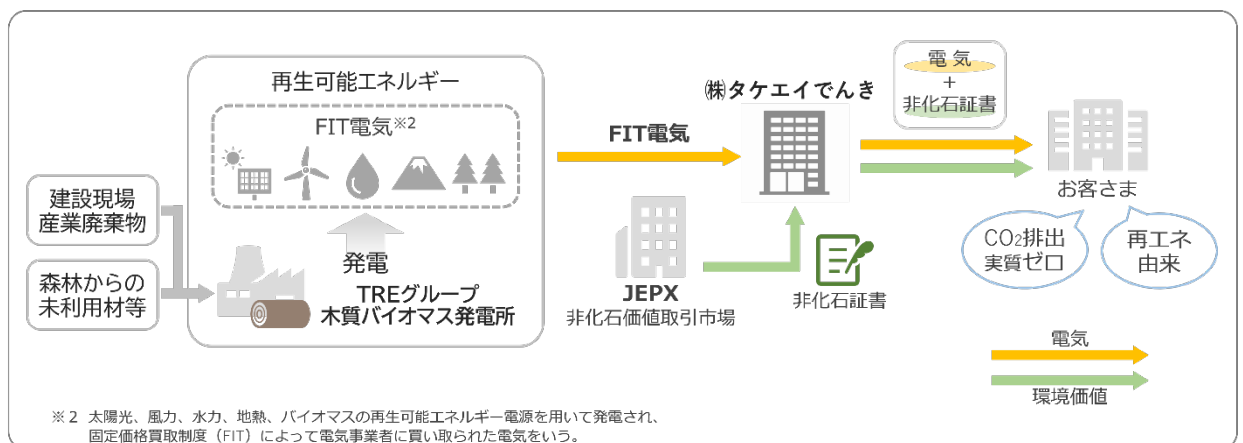 再生可能エネルギー
FIT電気※2
建設現場
産業廃棄物
森林からの
未利用材等
発電
TREグループ
木質バイオマス発電所
FIT電気
㈱タケエイでんき
JEPX
非化石価値取引市場
非化石証書
電 気
+
非化石証書
お客さま
CO₂排出
実質ゼロ
再エネ
由来
電気
環境価値
※2 太陽光、風力、水力、地熱、バイオマスの再生可能エネルギー電源を用いて発電され、
固定価格買取制度（FIT）によって電気事業者に買い取られた電気をいう。